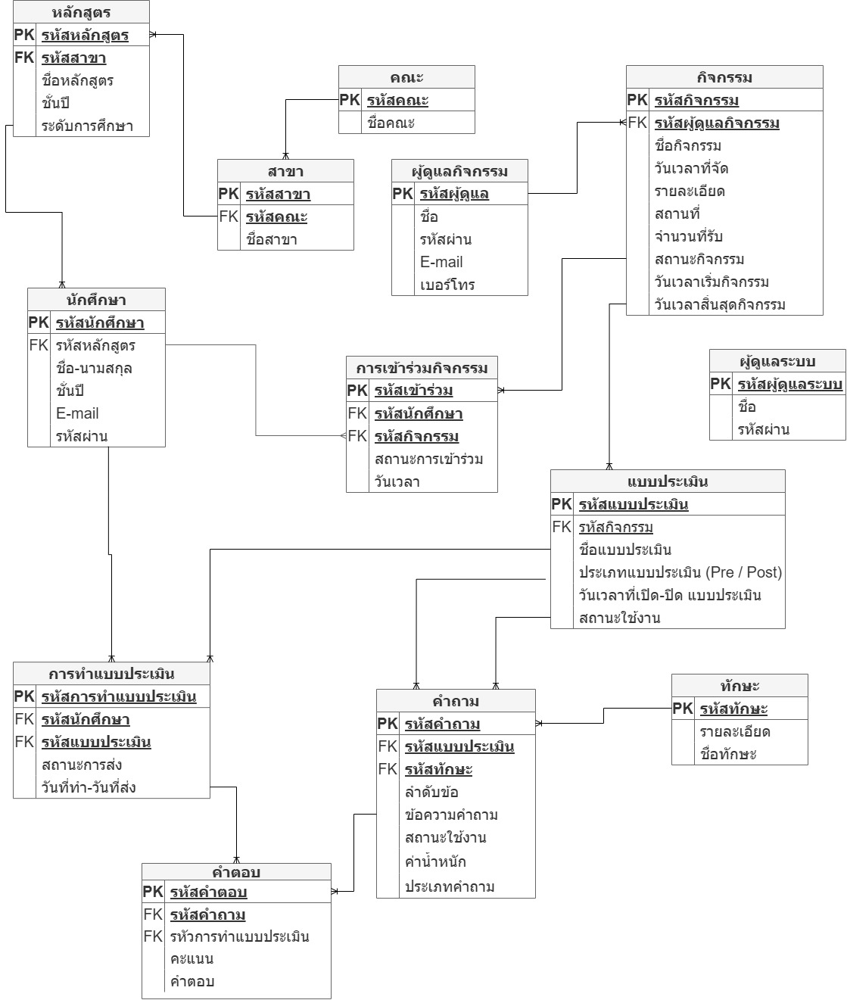 หลักสูตร
PK รหัสหลักสูตร
FK รหัสสาขา
ชื่อหลักสูตร
ชั้นปี
ระดับการศึกษา
คณะ
PK รหัสคณะ
ชื่อคณะ
กิจกรรม
PK รหัสกิจกรรม
FK รหัสผู้ดูแลกิจกรรม
ชื่อกิจกรรม
วันเวลาที่จัด
รายละเอียด
สถานที่
จำนวนที่รับ
สถานะกิจกรรม
วันเวลาเริ่มกิจกรรม
วันเวลาสิ้นสุดกิจกรรม
สาขา
PK รหัสสาขา
FK รหัสคณะ
ชื่อสาขา
ผู้ดูแลกิจกรรม
PK รหัสผู้ดูแล
ชื่อ
รหัสผ่าน
E-mail
เบอร์โทร
นักศึกษา
PK รหัสนักศึกษา
FK รหัสหลักสูตร
ชื่อ-นามสกุล
ชั้นปี
E-mail
รหัสผ่าน
การเข้าร่วมกิจกรรม
PK รหัสเข้าร่วม
FK รหัสนักศึกษา
FK รหัสกิจกรรม
สถานะการเข้าร่วม
วันเวลา
ผู้ดูแลระบบ
PK รหัสผู้ดูแลระบบ
ชื่อ
รหัสผ่าน
แบบประเมิน
PK รหัสแบบประเมิน
FK รหัสกิจกรรม
ชื่อแบบประเมิน
ประเภทแบบประเมิน (Pre / Post)
วันเวลาที่เปิด-ปิด แบบประเมิน
สถานะใช้งาน
การทำแบบประเมิน
PK รหัสการทำแบบประเมิน
FK รหัสนักศึกษา
FK รหัสแบบประเมิน
สถานะการส่ง
วันที่ทำ-วันที่ส่ง
คำถาม
PK รหัสคำถาม
FK รหัสแบบประเมิน
FK รหัสทักษะ
ลำดับข้อ
ข้อความคำถาม
สถานะใช้งาน
ค่าน้ำหนัก
ประเภทคำถาม
ทักษะ
PK รหัสทักษะ
รายละเอียด
ชื่อทักษะ
คำตอบ
PK รหัสคำตอบ
FK รหัสคำถาม
FK รหัวการทำแบบประเมิน
คะแนน
คำตอบ